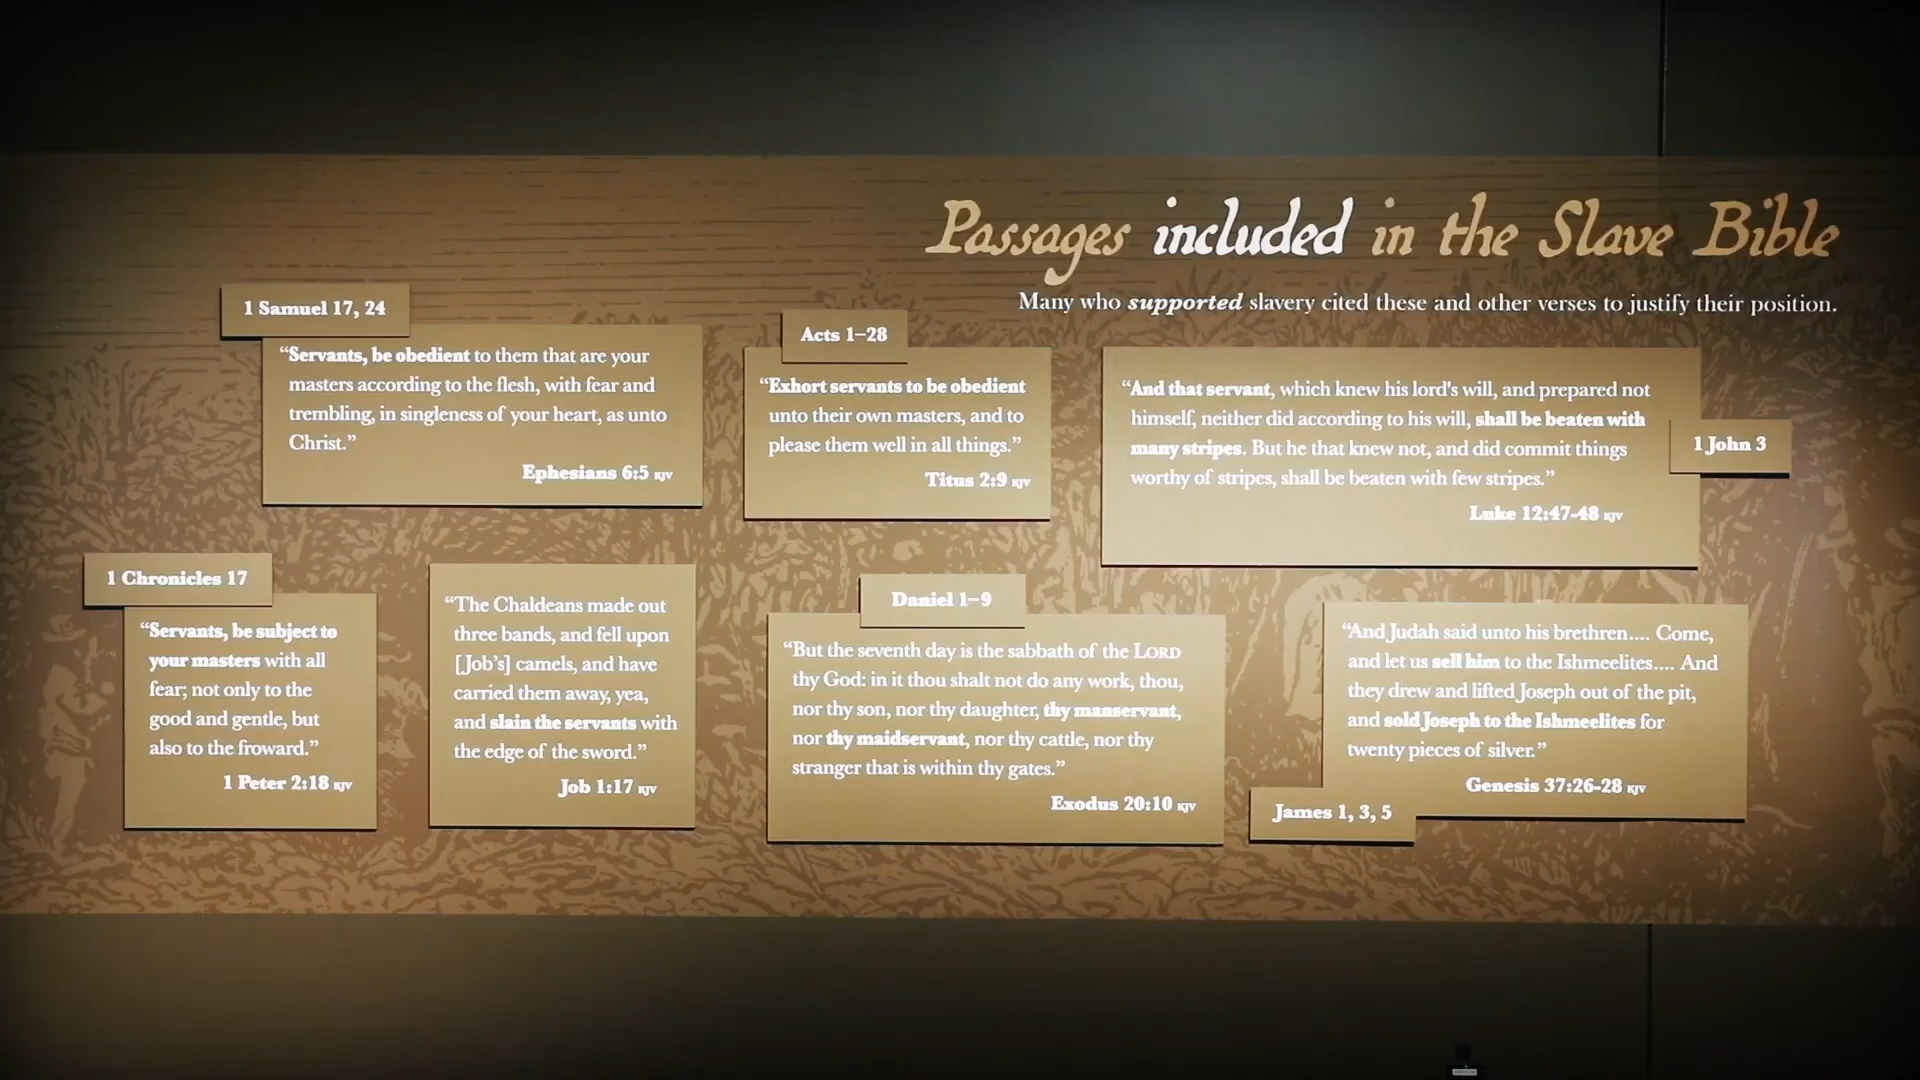 Passages included in the Slave Bible
Many who supported slavery cited these and other verses to justify their position.
1 Samuel 17, 24
“Servants, be obedient to them that are your
masters according to the flesh, with fear and
trembling, in singleness of your heart, as unto
Christ.”
Ephesians 6:5 KJV
Acts 1–28
“Exhort servants to be obedient
unto their own masters, and to
please them well in all things.”
Titus 2:9 KJV
“And that servant, which knew his lord's will, and prepared not
himself, neither did according to his will, shall be beaten with
many stripes. But he that knew not, and did commit things
worthy of stripes, shall be beaten with few stripes.”
Luke 12:47-48 KJV
1 John 3
1 Chronicles 17
“Servants, be subject to
your masters with all
fear; not only to the
good and gentle, but
also to the froward.”
1 Peter 2:18 KJV
“The Chaldeans made out
three bands, and fell upon
[Job’s] camels, and have
carried them away, yea,
and slain the servants with
the edge of the sword.”
Job 1:17 KJV
Daniel 1–9
“But the seventh day is the sabbath of the LORD
thy God: in it thou shalt not do any work, thou,
nor thy son, nor thy daughter, thy manservant,
nor thy maidservant, nor thy cattle, nor thy
stranger that is within thy gates.”
Exodus 20:10 KJV
“And Judah said unto his brethren.... Come,
and let us sell him to the Ishmeelites.... And
they drew and lifted Joseph out of the pit,
and sold Joseph to the Ishmeelites for
twenty pieces of silver.”
Genesis 37:26-28 KJV
James 1, 3, 5